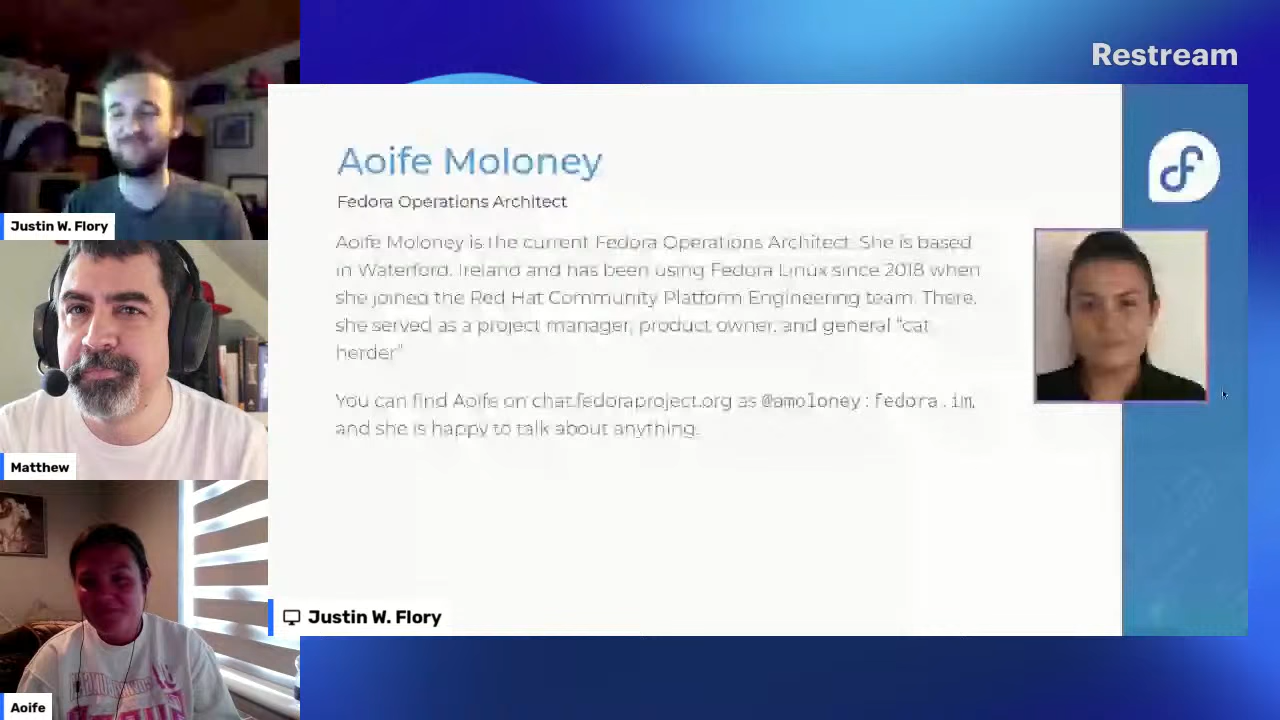 Restream
Aoife Moloney
Fedora Operations Architect
Aoife Moloney is the current Fedora Operations Architect. She is based
in Waterford, Ireland and has been using Fedora Linux since 2018 when
she joined the Red Hat Community Platform Engineering team. There,
she served as a project manager, product owner, and general “cat
herder”
You can find Aoife on chat.fedoraproject.org as @amoloney:fedora.im,
and she is happy to talk about anything.
Justin W. Flory
Justin W. Flory
Matthew
Aoife